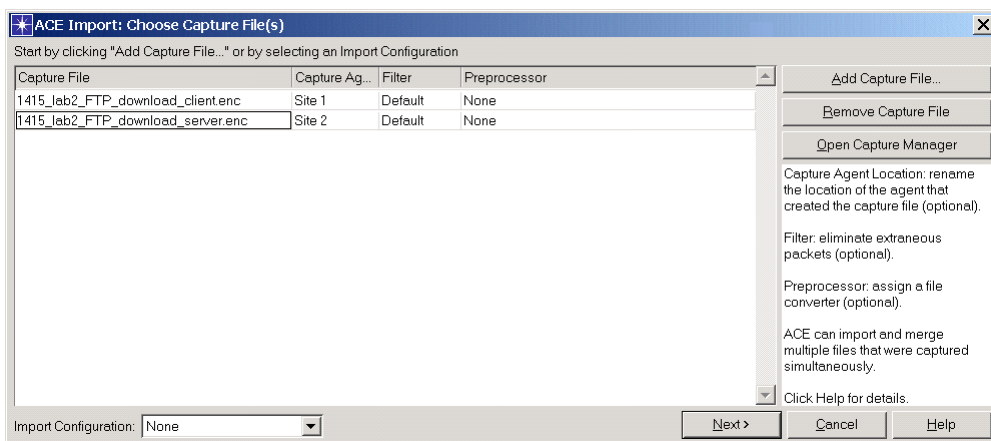 ACE Import: Choose Capture File(s)
Start by clicking "Add Capture File..." or by selecting an Import Configuration
Capture File Capture Ag... Filter Preprocessor
1415_lab2_FTP_download_client.enc Site 1 Default None
1415_lab2_FTP_download_server.enc Site 2 Default None
Add Capture File...
Remove Capture File
Open Capture Manager
Capture Agent Location: rename
the location of the agent that
created the capture file (optional).
Filter: eliminate extraneous
packets (optional).
Preprocessor: assign a file
converter (optional).
ACE can import and merge
multiple files that were captured
simultaneously.
Click Help for details.
Import Configuration: None
Next> Cancel Help